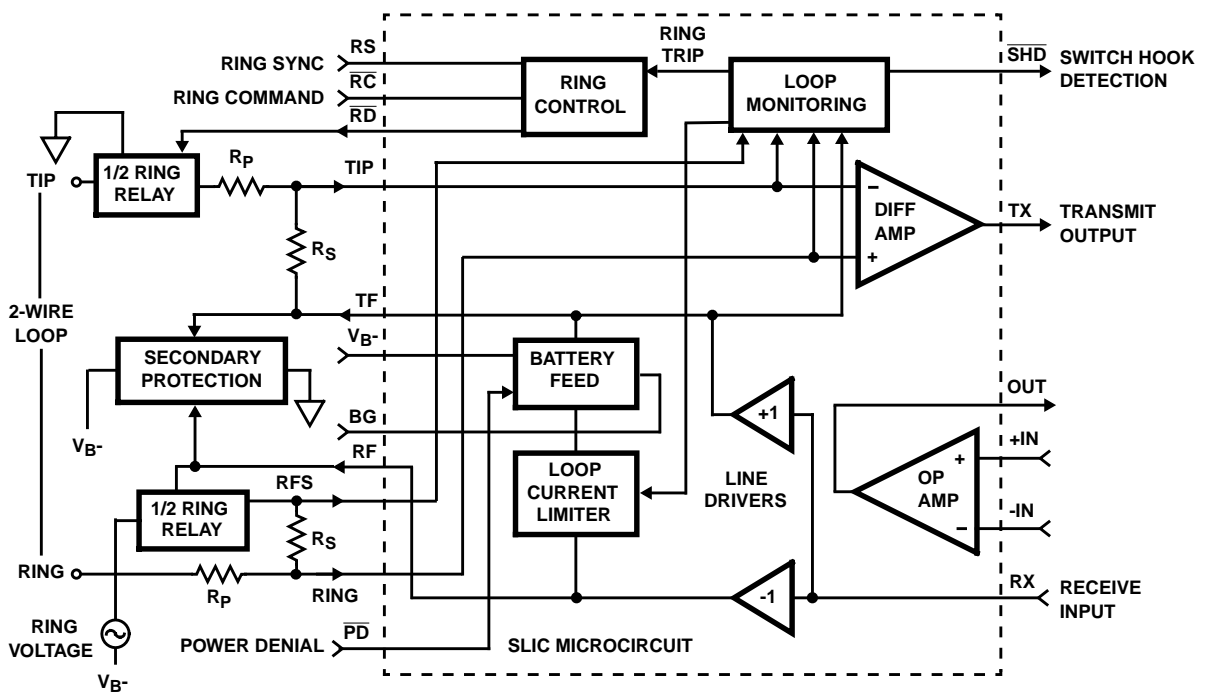 RS
RING SYNC
RC
RING COMMAND
RD
RING
TRIP
RING
CONTROL
LOOP
MONITORING
SHD
SWITCH HOOK
DETECTION
TIP
1/2 RING
RELAY
RP
TIP
RS
DIFF
AMP
−
+
TX
TRANSMIT
OUTPUT
2-WIRE
LOOP
TF
VB-
SECONDARY
PROTECTION
VB-
BATTERY
FEED
BG
RF
+1
LINE
DRIVERS
OUT
+IN
-IN
+
−
OP
AMP
RFS
1/2 RING
RELAY
RS
LOOP
CURRENT
LIMITER
RING
RP
RING
-1
RX
RECEIVE
INPUT
RING
VOLTAGE
VB-
POWER DENIAL
PD
SLIC MICROCIRCUIT